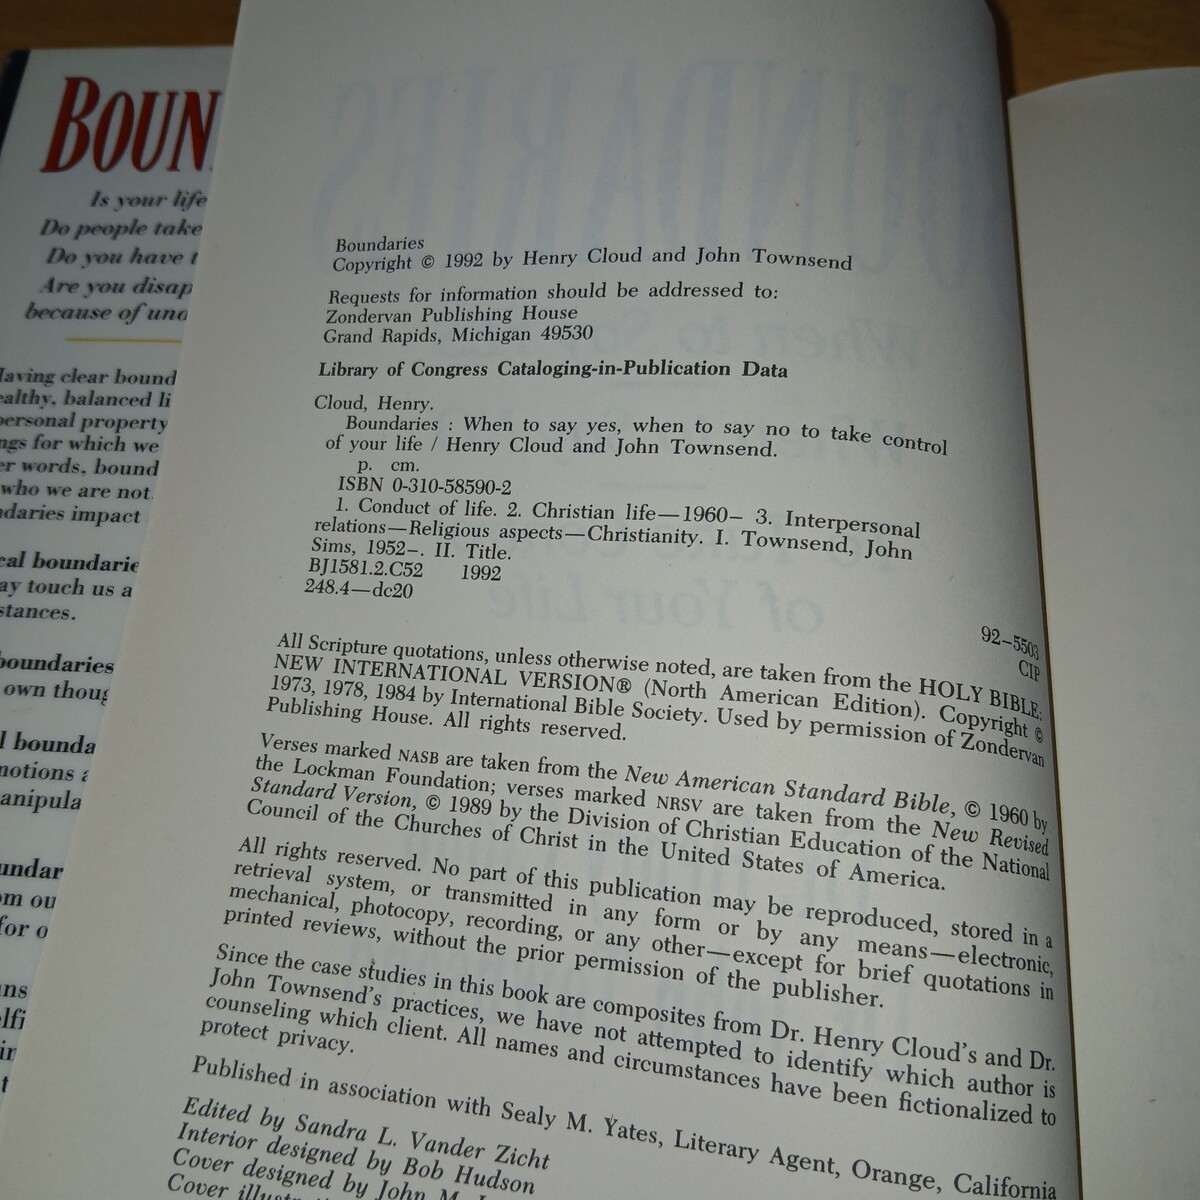 BOUN
Is your life
Do people take
Do you have t
Are you disap
because of und
Having clear bound
ealthy, balanced li
personal property
ngs for which we
er words, bound
who we are not
ndaries impact
cal boundarie
ay touch us a
stances.
boundaries
own thoug
l bounda
motions a
anipula
undar
om ou
for o
Boundaries
Copyright © 1992 by Henry Cloud and John Townsend
Requests for information should be addressed to:
Zondervan Publishing House
Grand Rapids, Michigan 49530
Library of Congress Cataloging-in-Publication Data
Cloud, Henry.
Boundaries : When to say yes, when to say no to take control
of your life / Henry Cloud and John Townsend.
p. cm.
ISBN 0-310-58590-2
1. Conduct of life. 2. Christian life—1960– 3. Interpersonal
relations—Religious aspects—Christianity. I. Townsend, John
Sims, 1952–. II. Title.
BJ1581.2.C52 1992
248.4—dc20
92–5503
CIP
All Scripture quotations, unless otherwise noted, are taken from the HOLY BIBLE:
NEW INTERNATIONAL VERSION® (North American Edition). Copyright ©
1973, 1978, 1984 by International Bible Society. Used by permission of Zondervan
Publishing House. All rights reserved.
Verses marked NASB are taken from the New American Standard Bible, © 1960 by
the Lockman Foundation; verses marked NRSV are taken from the New Revised
Standard Version, © 1989 by the Division of Christian Education of the National
Council of the Churches of Christ in the United States of America.
All rights reserved. No part of this publication may be reproduced, stored in a
retrieval system, or transmitted in any form or by any means—electronic,
mechanical, photocopy, recording, or any other—except for brief quotations in
printed reviews, without the prior permission of the publisher.
Since the case studies in this book are composites from Dr. Henry Cloud's and Dr.
John Townsend's practices, we have not attempted to identify which author is
counseling which client. All names and circumstances have been fictionalized to
protect privacy.
Published in association with Sealy M. Yates, Literary Agent, Orange, California
Edited by Sandra L. Vander Zicht
Interior designed by Bob Hudson
Cover designed by John M.
Cover